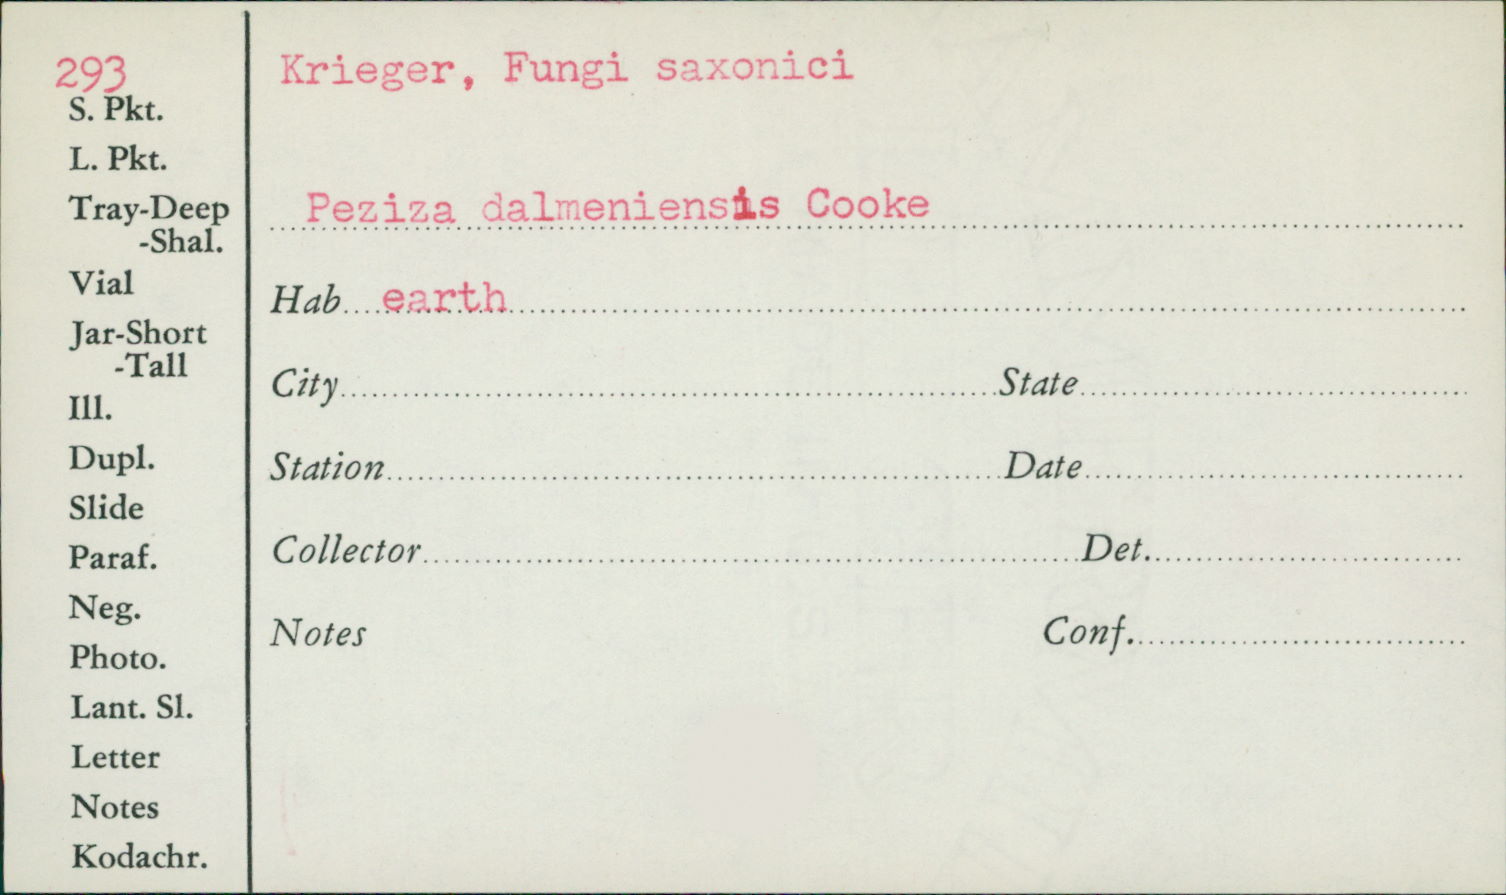 293
S. Pkt.
L. Pkt.
Tray-Deep
-Shal.
Vial
Jar-Short
-Tall
Ill.
Dupl.
Slide
Paraf.
Neg.
Photo.
Lant. Sl.
Letter
Notes
Kodachr.
Krieger, Fungi saxonici
Peziza dalmeniensis Cooke
Hab earth
City State
Station Date
Collector Det.
Notes Conf.